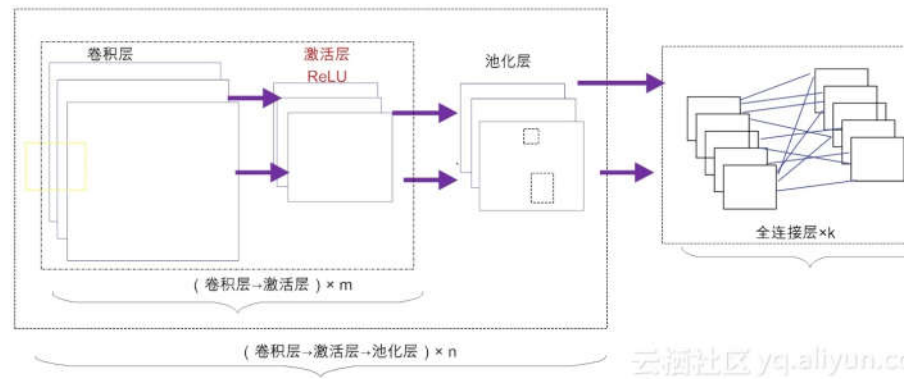 卷积层
激活层
ReLU
池化层
全连接层×k
（卷积层→激活层）× m
（卷积层→激活层→池化层）× n
云栖社区 yq.aliyun.co